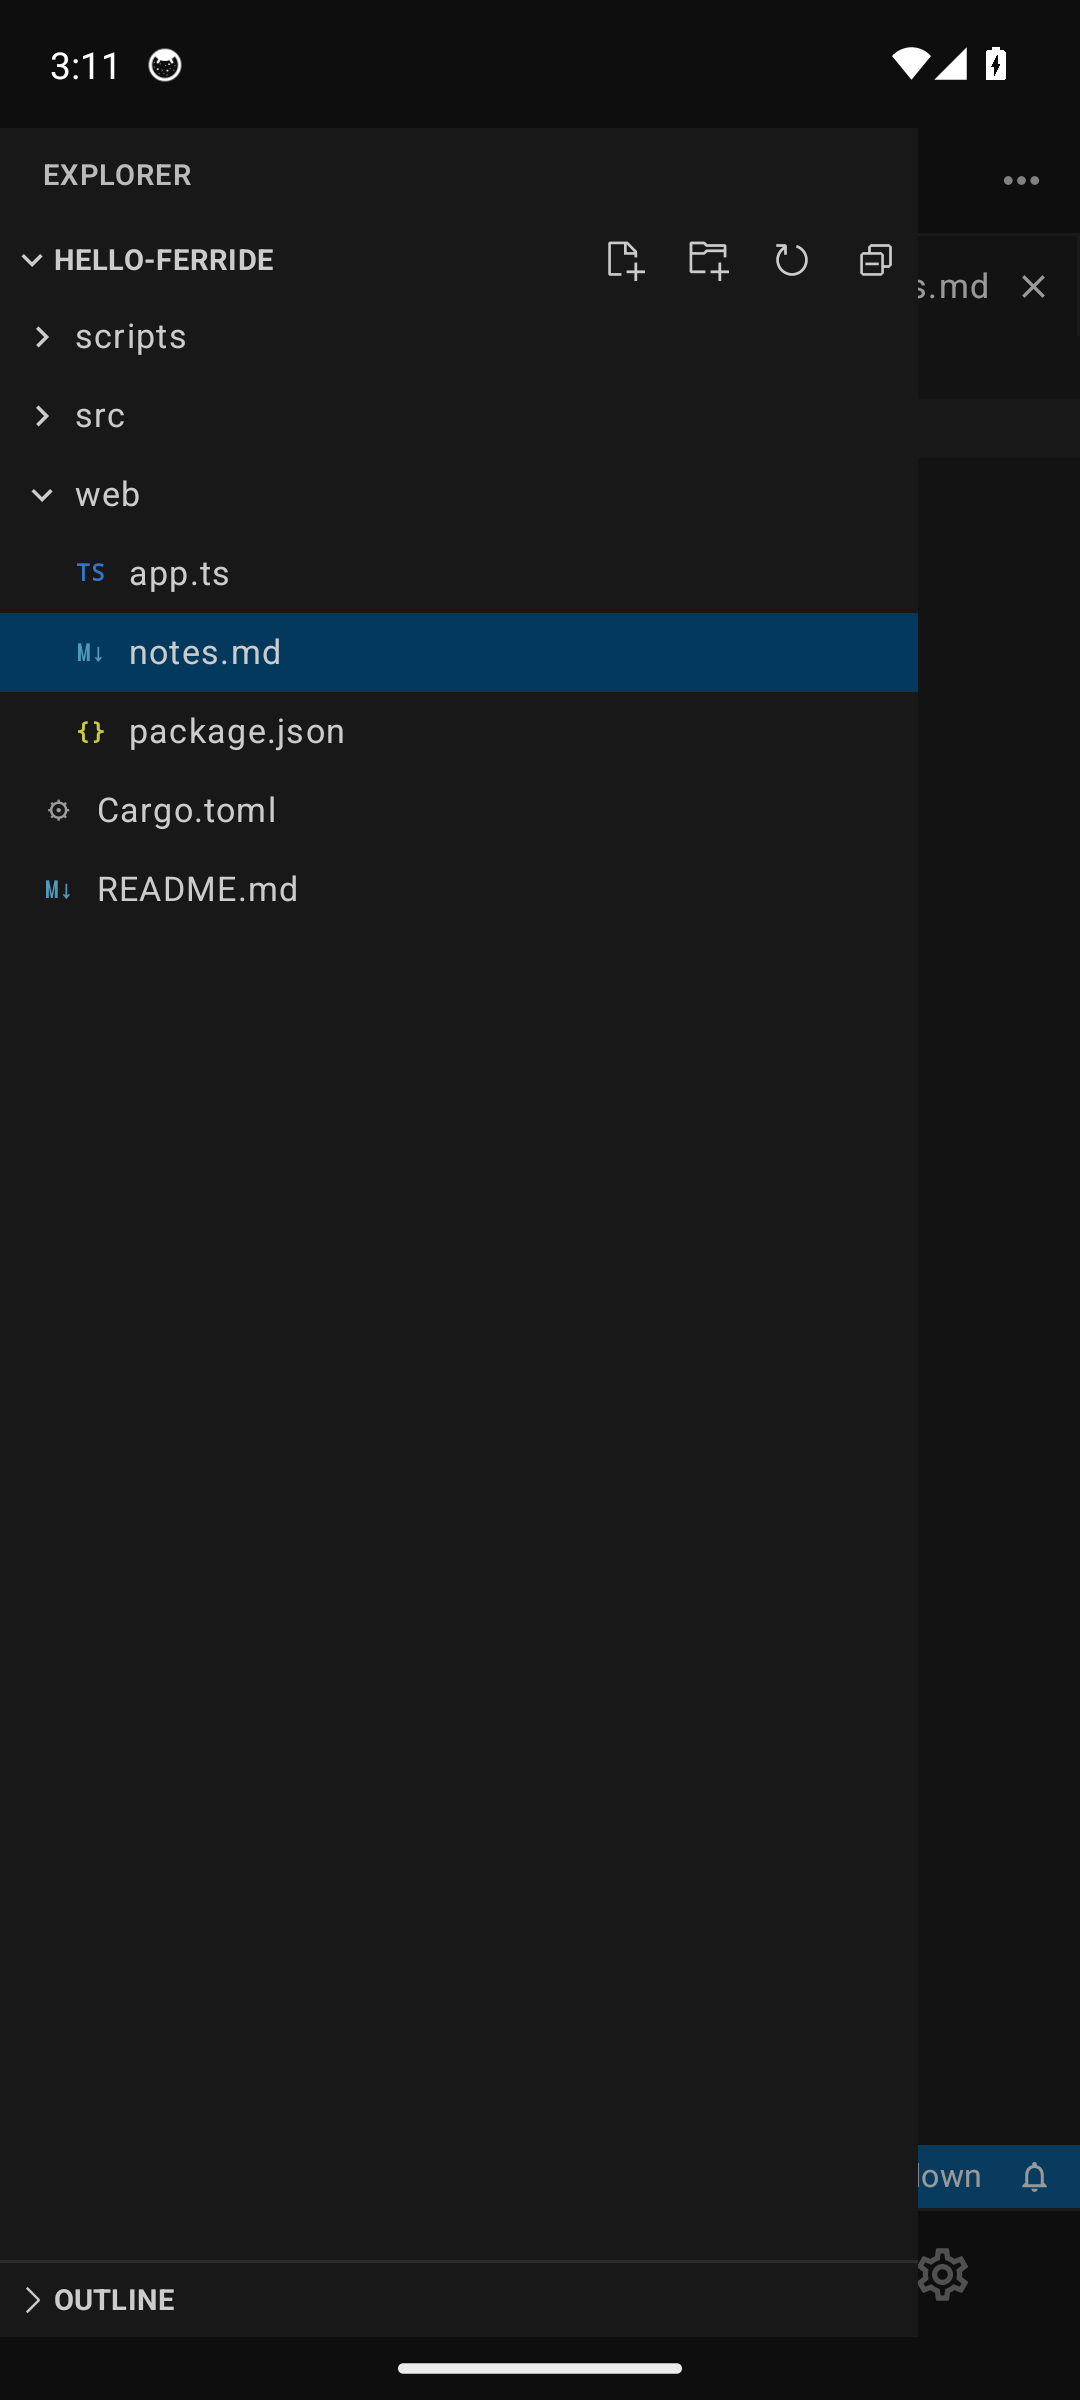 3:11
EXPLORER
HELLO-FERRIDE
s.md
scripts
src
web
TS app.ts
M↓ notes.md
{} package.json
Cargo.toml
M↓ README.md
own
OUTLINE